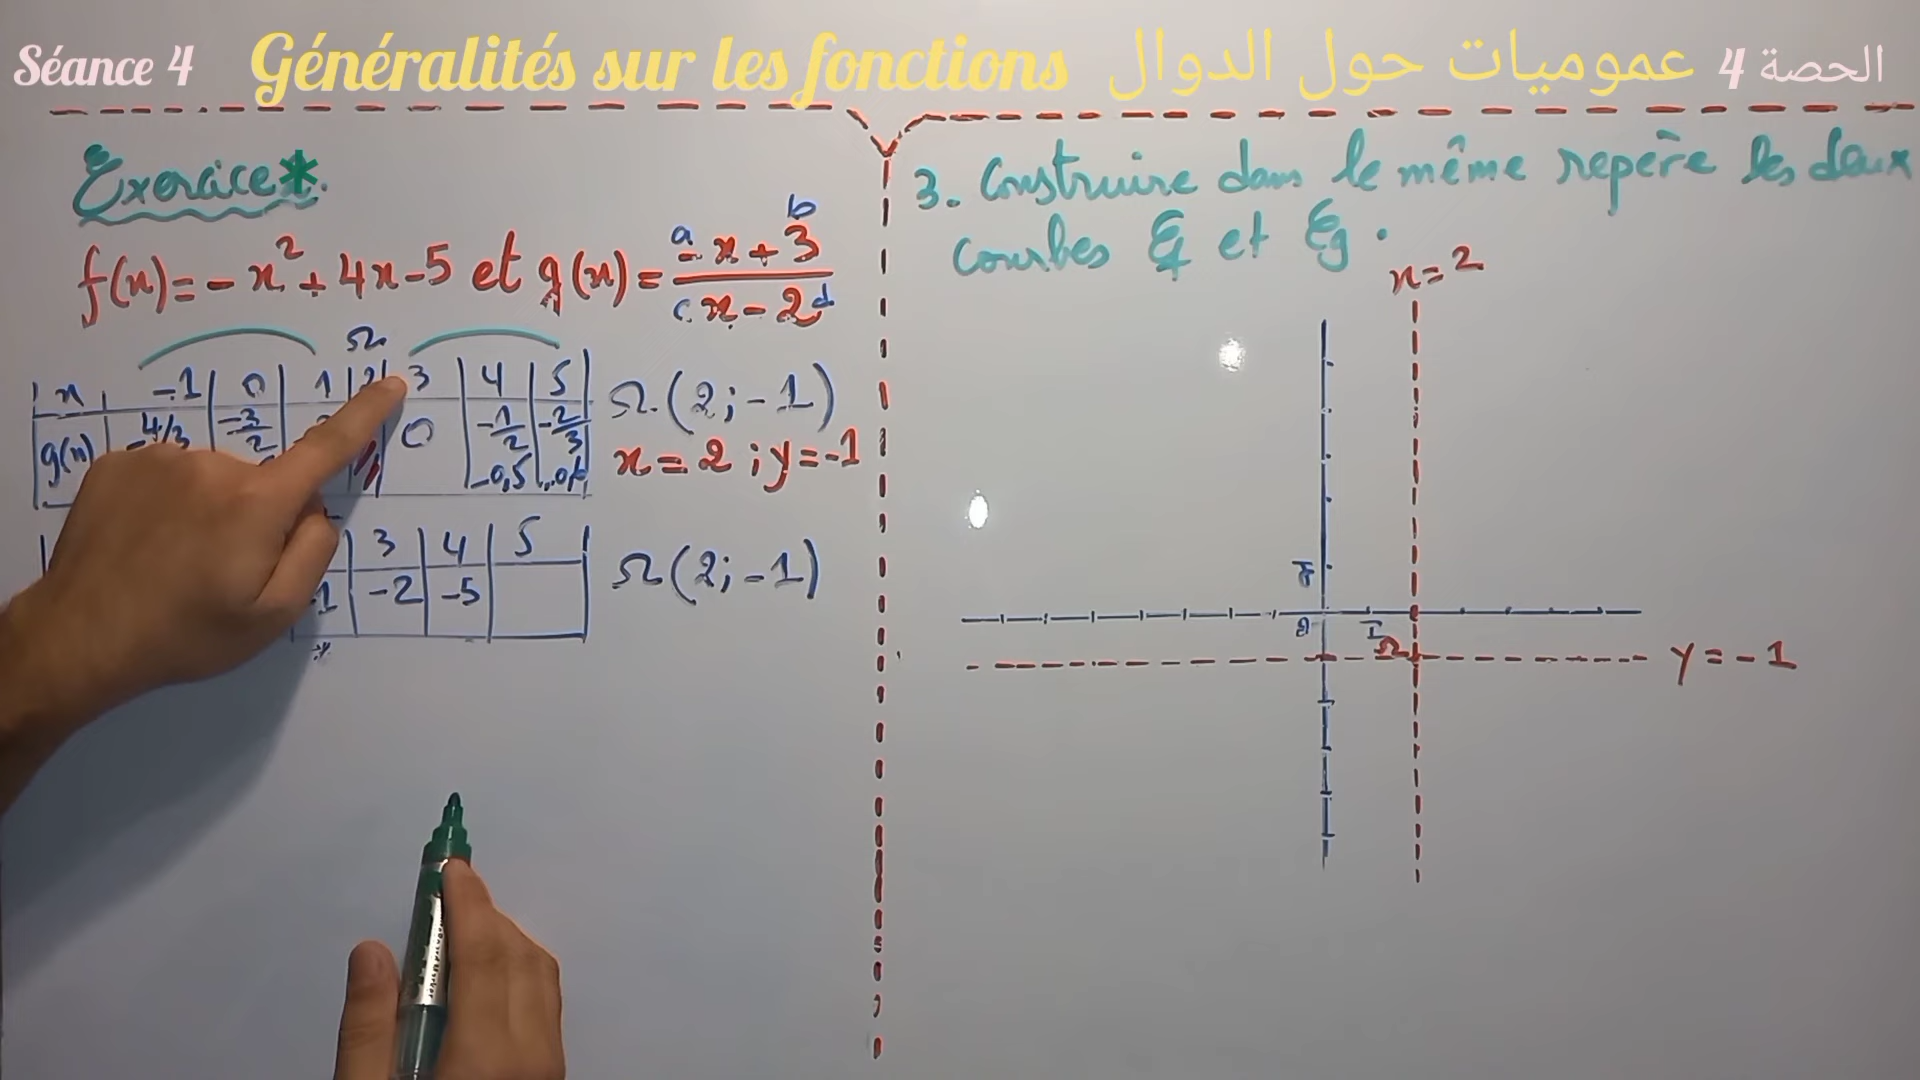 Séance 4 Généralités sur les fonctions عموميات حول الدوال الحصة 4
Exercice*.
f(x) = -x² + 4x - 5 et g(x) = (-x + 3)/(x - 2)
a b
c d
Ω
x -1 0 1 2 3 4 5
g(x) -4/3 -3/2 0 -1/2 -2/3
-0,5
Ω(2; -1)
x = 2 ; y = -1
3 4 5
-1 -2 -5
Ω(2; -1)
3. Construire dans le même repère les deux
courbes Cf et Cg.
x = 2
J
O I
Ω
y = -1